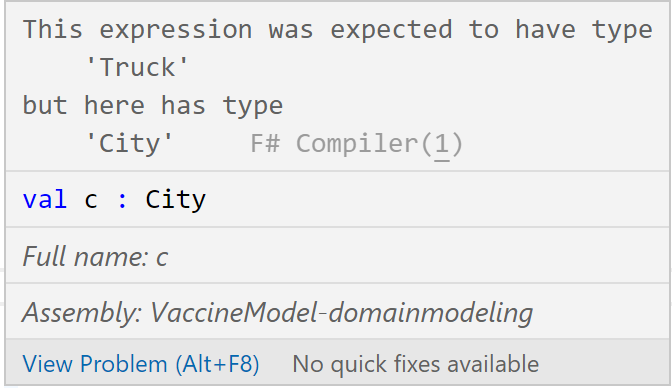 This expression was expected to have type
    'Truck'
but here has type
    'City'     F# Compiler(1)
val c : City
Full name: c
Assembly: VaccineModel-domainmodeling
View Problem (Alt+F8)   No quick fixes available